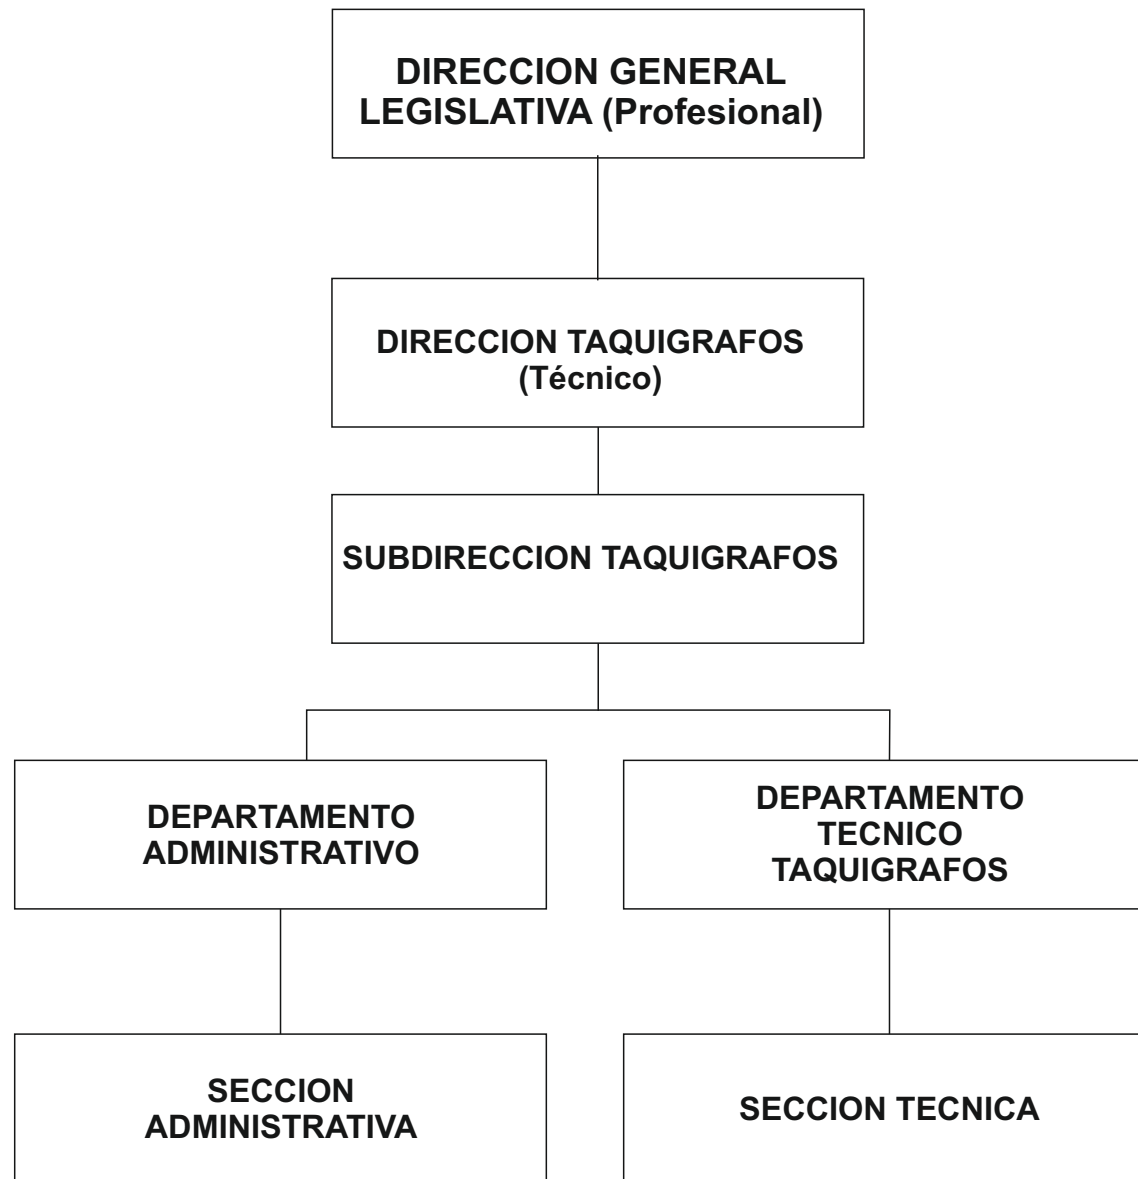 DIRECCION GENERAL
LEGISLATIVA (Profesional)
DIRECCION TAQUIGRAFOS
(Técnico)
SUBDIRECCION TAQUIGRAFOS
DEPARTAMENTO
ADMINISTRATIVO
DEPARTAMENTO
TECNICO
TAQUIGRAFOS
SECCION
ADMINISTRATIVA
SECCION TECNICA